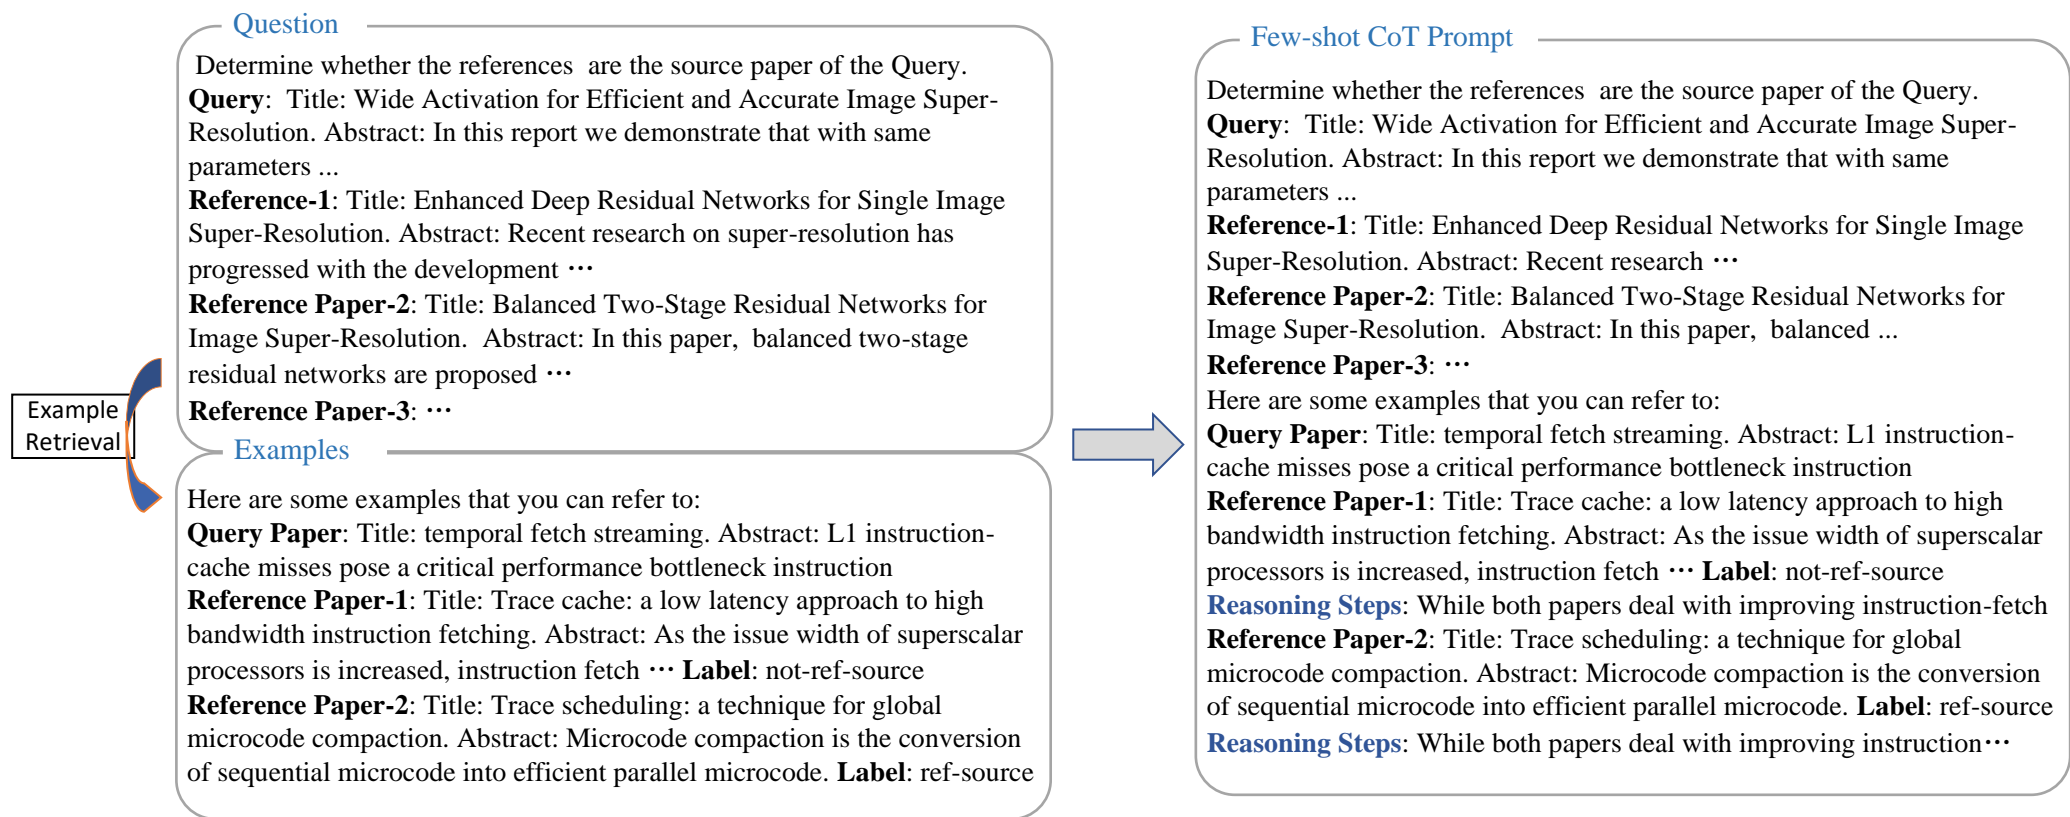 Question
Determine whether the references are the source paper of the Query.
Query: Title: Wide Activation for Efficient and Accurate Image Super-
Resolution. Abstract: In this report we demonstrate that with same
parameters ...
Reference-1: Title: Enhanced Deep Residual Networks for Single Image
Super-Resolution. Abstract: Recent research on super-resolution has
progressed with the development ⋯
Reference Paper-2: Title: Balanced Two-Stage Residual Networks for
Image Super-Resolution. Abstract: In this paper, balanced two-stage
residual networks are proposed ⋯
Reference Paper-3: ⋯
Example
Retrieval
Examples
Here are some examples that you can refer to:
Query Paper: Title: temporal fetch streaming. Abstract: L1 instruction-
cache misses pose a critical performance bottleneck instruction
Reference Paper-1: Title: Trace cache: a low latency approach to high
bandwidth instruction fetching. Abstract: As the issue width of superscalar
processors is increased, instruction fetch ⋯ Label: not-ref-source
Reference Paper-2: Title: Trace scheduling: a technique for global
microcode compaction. Abstract: Microcode compaction is the conversion
of sequential microcode into efficient parallel microcode. Label: ref-source
Few-shot CoT Prompt
Determine whether the references are the source paper of the Query.
Query: Title: Wide Activation for Efficient and Accurate Image Super-
Resolution. Abstract: In this report we demonstrate that with same
parameters ...
Reference-1: Title: Enhanced Deep Residual Networks for Single Image
Super-Resolution. Abstract: Recent research ⋯
Reference Paper-2: Title: Balanced Two-Stage Residual Networks for
Image Super-Resolution. Abstract: In this paper, balanced ...
Reference Paper-3: ⋯
Here are some examples that you can refer to:
Query Paper: Title: temporal fetch streaming. Abstract: L1 instruction-
cache misses pose a critical performance bottleneck instruction
Reference Paper-1: Title: Trace cache: a low latency approach to high
bandwidth instruction fetching. Abstract: As the issue width of superscalar
processors is increased, instruction fetch ⋯ Label: not-ref-source
Reasoning Steps: While both papers deal with improving instruction-fetch
Reference Paper-2: Title: Trace scheduling: a technique for global
microcode compaction. Abstract: Microcode compaction is the conversion
of sequential microcode into efficient parallel microcode. Label: ref-source
Reasoning Steps: While both papers deal with improving instruction⋯